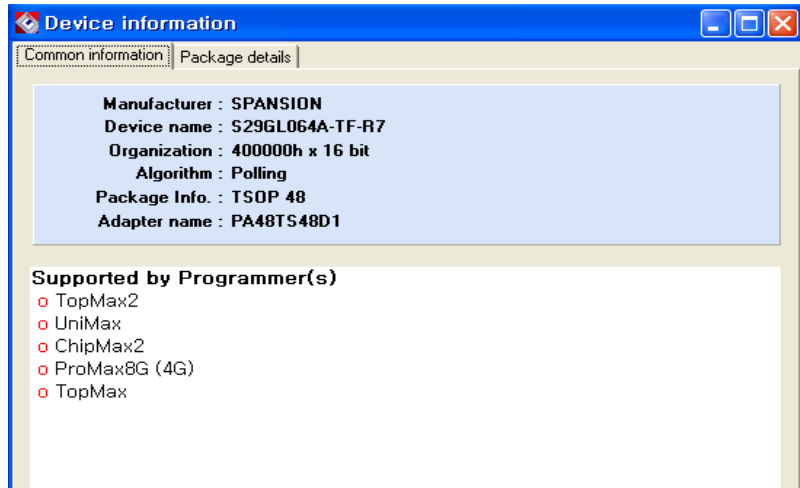 Device information
Common information Package details
Manufacturer : SPANSION
Device name : S29GL064A-TF-R7
Organization : 400000h x 16 bit
Algorithm : Polling
Package Info. : TSOP 48
Adapter name : PA48TS48D1
Supported by Programmer(s)
o TopMax2
o UniMax
o ChipMax2
o ProMax8G (4G)
o TopMax